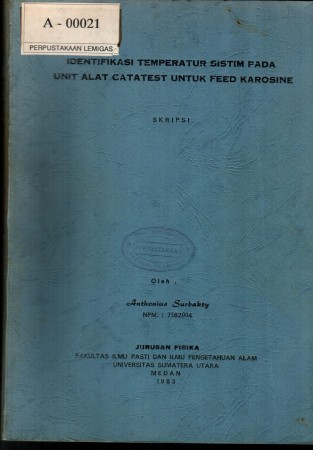 A - 00021
PERPUSTAKAAN LEMIGAS
IDENTIFIKASI TEMPERATUR SISTIM PADA
UNIT ALAT CATATEST UNTUK FEED KAROSINE
SKRIPSI
Oleh :
Anthonius Surbakty
NPM. :
JURUSAN FISIKA
FAKULTAS ILMU PASTI DAN ILMU PENGETAHUAN ALAM
UNIVERSITAS SUMATERA UTARA
MEDAN
1983